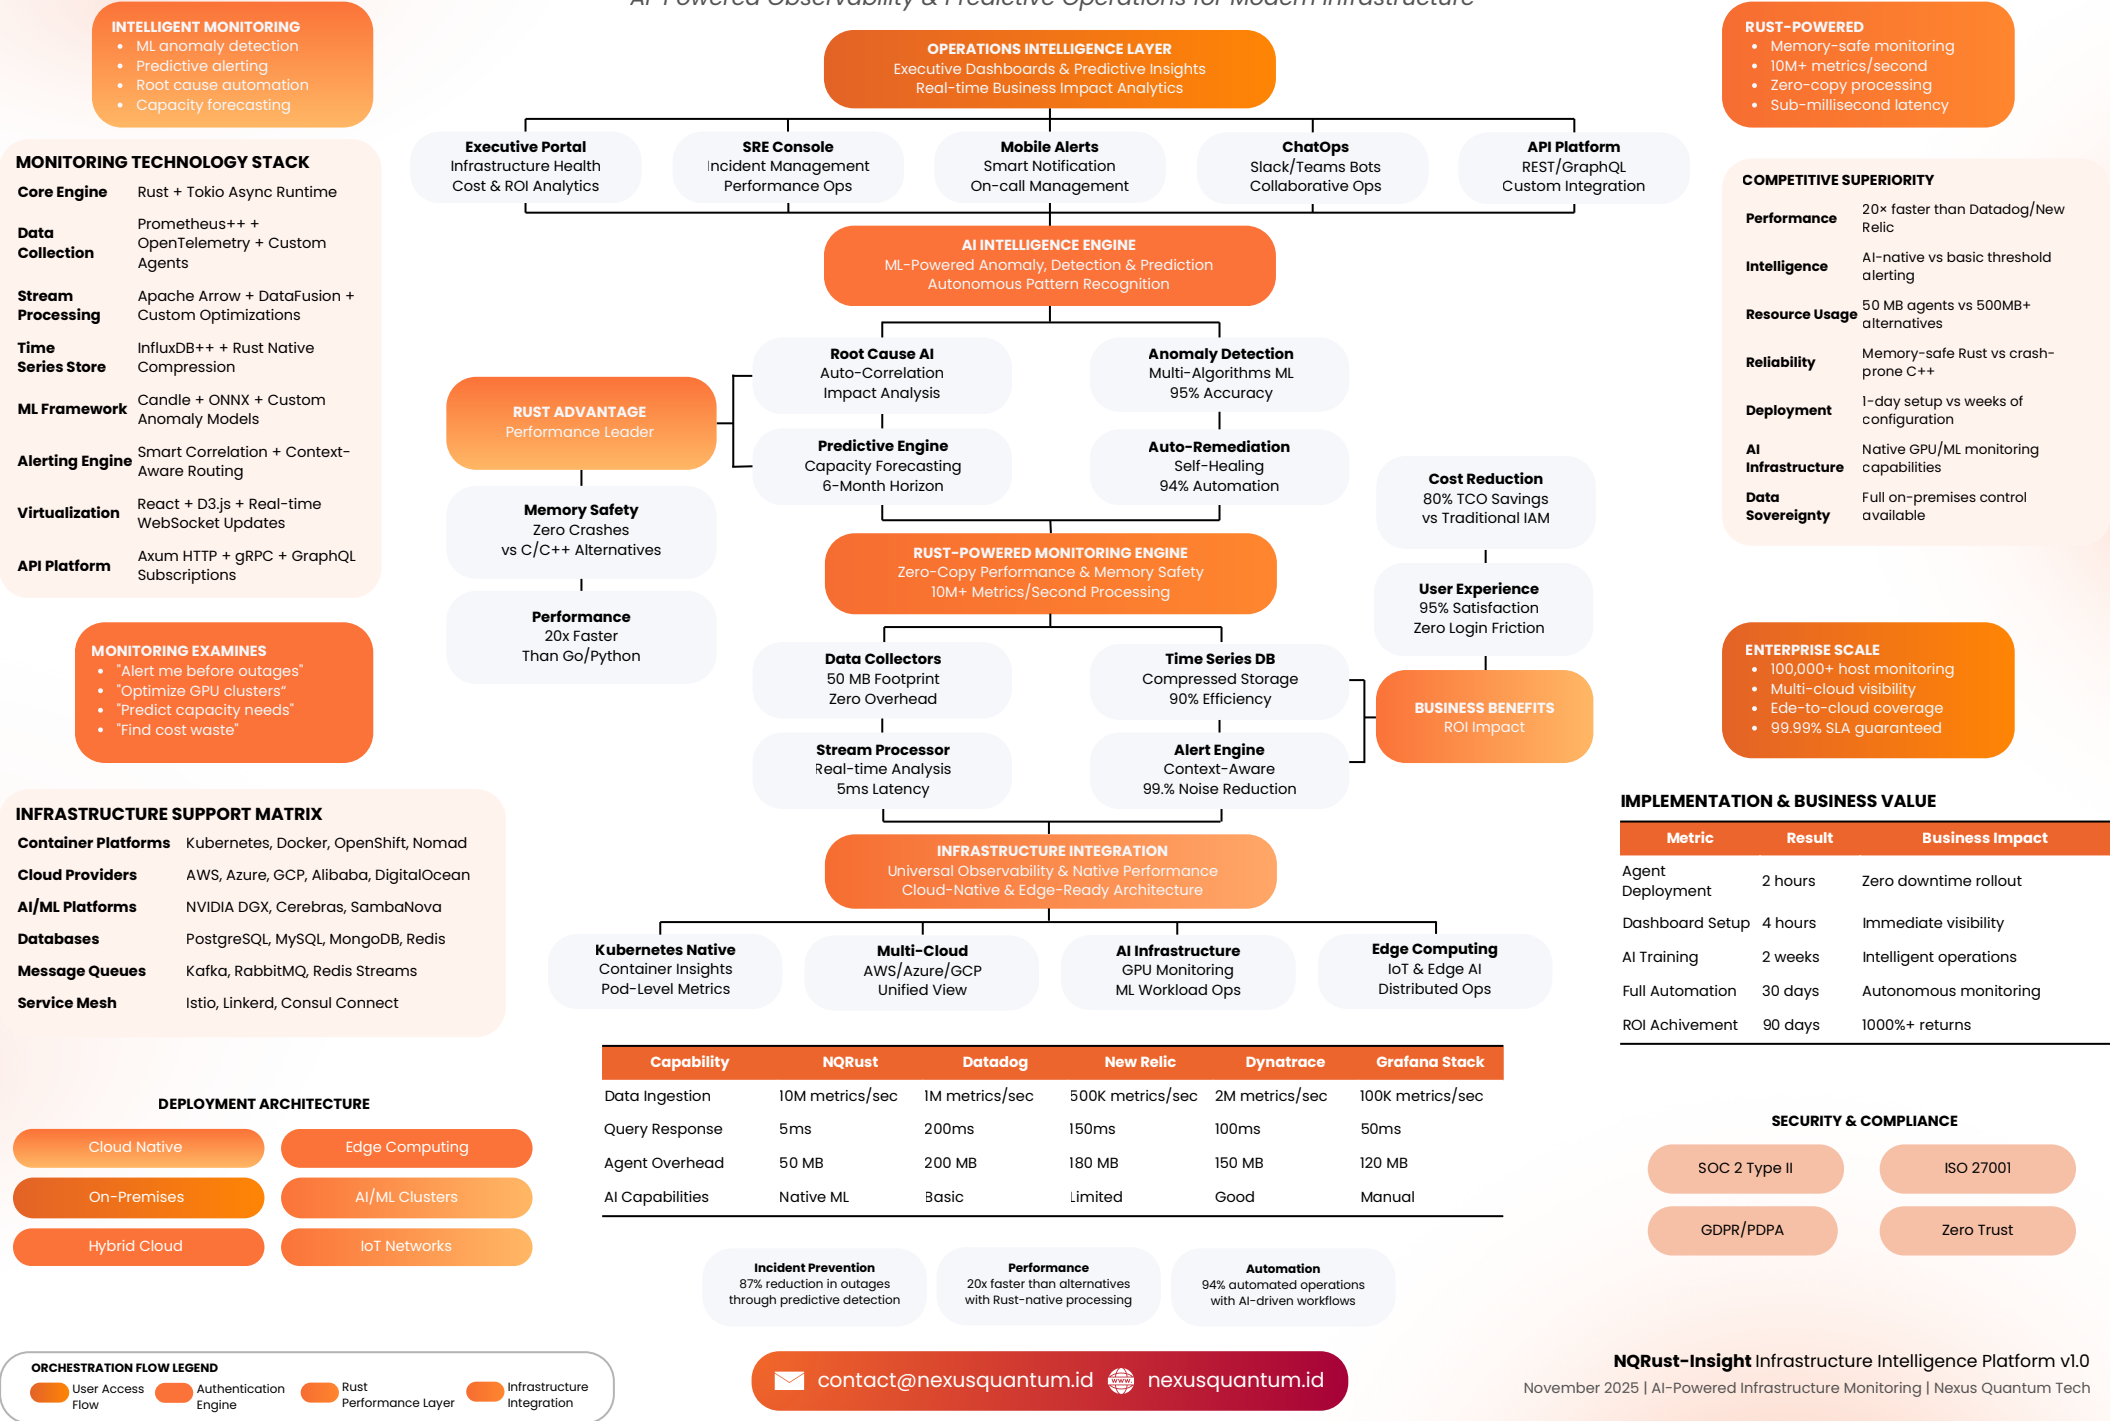 AI-Powered Observability & Predictive Operations for Modern Infrastructure
INTELLIGENT MONITORING
• ML anomaly detection
• Predictive alerting
• Root cause automation
• Capacity forecasting
MONITORING TECHNOLOGY STACK
Core Engine Rust + Tokio Async Runtime
Data Collection Prometheus++ + OpenTelemetry + Custom Agents
Stream Processing Apache Arrow + DataFusion + Custom Optimizations
Time Series Store InfluxDB++ + Rust Native Compression
ML Framework Candle + ONNX + Custom Anomaly Models
Alerting Engine Smart Correlation + Context-Aware Routing
Virtualization React + D3.js + Real-time WebSocket Updates
API Platform Axum HTTP + gRPC + GraphQL Subscriptions
MONITORING EXAMINES
• "Alert me before outages"
• "Optimize GPU clusters“
• "Predict capacity needs"
• "Find cost waste"
INFRASTRUCTURE SUPPORT MATRIX
Container Platforms Kubernetes, Docker, OpenShift, Nomad
Cloud Providers AWS, Azure, GCP, Alibaba, DigitalOcean
AI/ML Platforms NVIDIA DGX, Cerebras, SambaNova
Databases PostgreSQL, MySQL, MongoDB, Redis
Message Queues Kafka, RabbitMQ, Redis Streams
Service Mesh Istio, Linkerd, Consul Connect
DEPLOYMENT ARCHITECTURE
Cloud Native Edge Computing
On-Premises AI/ML Clusters
Hybrid Cloud IoT Networks
ORCHESTRATION FLOW LEGEND
User Access Flow
Authentication Engine
Rust Performance Layer
Infrastructure Integration
OPERATIONS INTELLIGENCE LAYER
Executive Dashboards & Predictive Insights
Real-time Business Impact Analytics
Executive Portal
Infrastructure Health
Cost & ROI Analytics
SRE Console
Incident Management
Performance Ops
Mobile Alerts
Smart Notification
On-call Management
ChatOps
Slack/Teams Bots
Collaborative Ops
API Platform
REST/GraphQL
Custom Integration
AI INTELLIGENCE ENGINE
ML-Powered Anomaly, Detection & Prediction
Autonomous Pattern Recognition
Root Cause AI
Auto-Correlation
Impact Analysis
Anomaly Detection
Multi-Algorithms ML
95% Accuracy
RUST ADVANTAGE
Performance Leader
Predictive Engine
Capacity Forecasting
6-Month Horizon
Auto-Remediation
Self-Healing
94% Automation
Memory Safety
Zero Crashes
vs C/C++ Alternatives
Performance
20x Faster
Than Go/Python
Cost Reduction
80% TCO Savings
vs Traditional IAM
User Experience
95% Satisfaction
Zero Login Friction
BUSINESS BENEFITS
ROI Impact
RUST-POWERED MONITORING ENGINE
Zero-Copy Performance & Memory Safety
10M+ Metrics/Second Processing
Data Collectors
50 MB Footprint
Zero Overhead
Time Series DB
Compressed Storage
90% Efficiency
Stream Processor
Real-time Analysis
5ms Latency
Alert Engine
Context-Aware
99.% Noise Reduction
INFRASTRUCTURE INTEGRATION
Universal Observability & Native Performance
Cloud-Native & Edge-Ready Architecture
Kubernetes Native
Container Insights
Pod-Level Metrics
Multi-Cloud
AWS/Azure/GCP
Unified View
AI Infrastructure
GPU Monitoring
ML Workload Ops
Edge Computing
IoT & Edge AI
Distributed Ops
Capability NQRust Datadog New Relic Dynatrace Grafana Stack
Data Ingestion 10M metrics/sec 1M metrics/sec 500K metrics/sec 2M metrics/sec 100K metrics/sec
Query Response 5ms 200ms 150ms 100ms 50ms
Agent Overhead 50 MB 200 MB 180 MB 150 MB 120 MB
AI Capabilities Native ML Basic Limited Good Manual
Incident Prevention
87% reduction in outages
through predictive detection
Performance
20x faster than alternatives
with Rust-native processing
Automation
94% automated operations
with AI-driven workflows
contact@nexusquantum.id www. nexusquantum.id
RUST-POWERED
• Memory-safe monitoring
• 10M+ metrics/second
• Zero-copy processing
• Sub-millisecond latency
COMPETITIVE SUPERIORITY
Performance 20× faster than Datadog/New Relic
Intelligence AI-native vs basic threshold alerting
Resource Usage 50 MB agents vs 500MB+ alternatives
Reliability Memory-safe Rust vs crash-prone C++
Deployment 1-day setup vs weeks of configuration
AI Infrastructure Native GPU/ML monitoring capabilities
Data Sovereignty Full on-premises control available
ENTERPRISE SCALE
• 100,000+ host monitoring
• Multi-cloud visibility
• Ede-to-cloud coverage
• 99.99% SLA guaranteed
IMPLEMENTATION & BUSINESS VALUE
Metric Result Business Impact
Agent Deployment 2 hours Zero downtime rollout
Dashboard Setup 4 hours Immediate visibility
AI Training 2 weeks Intelligent operations
Full Automation 30 days Autonomous monitoring
ROI Achivement 90 days 1000%+ returns
SECURITY & COMPLIANCE
SOC 2 Type II ISO 27001
GDPR/PDPA Zero Trust
NQRust-Insight Infrastructure Intelligence Platform v1.0
November 2025 | AI-Powered Infrastructure Monitoring | Nexus Quantum Tech